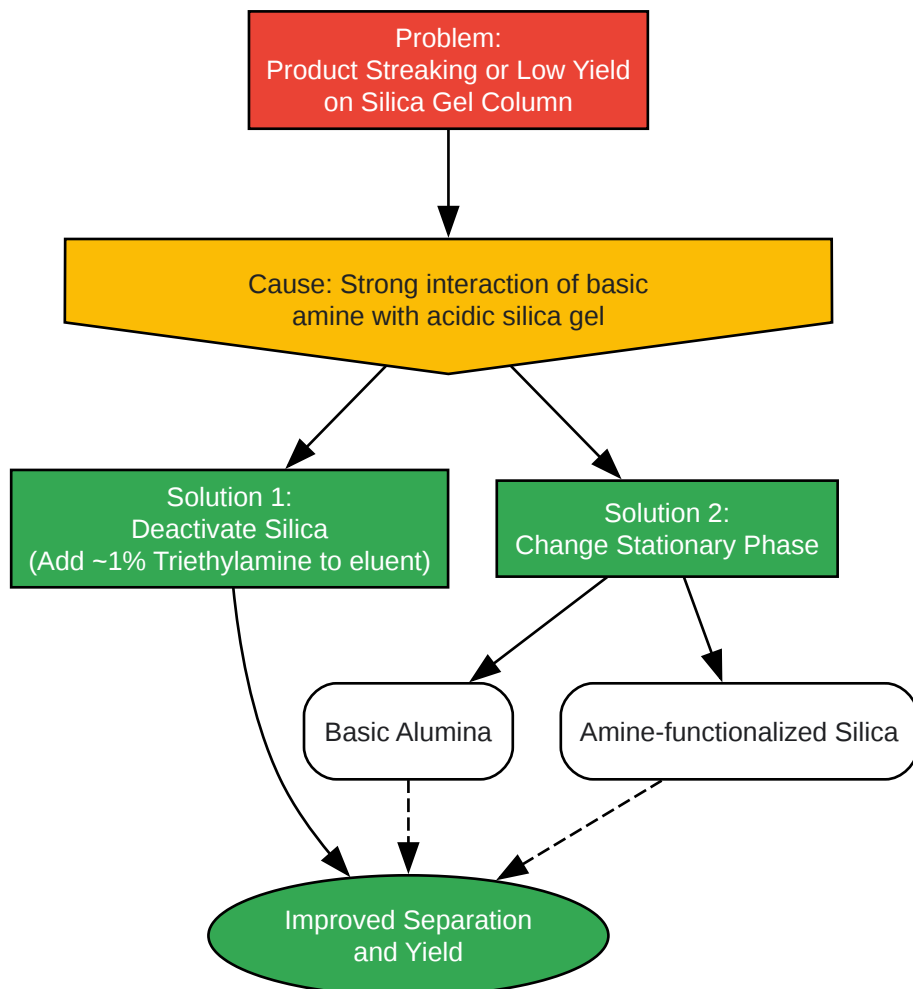 Problem:
Product Streaking or Low Yield
on Silica Gel Column
Cause: Strong interaction of basic
amine with acidic silica gel
Solution 1:
Deactivate Silica
(Add ~1% Triethylamine to eluent)
Solution 2:
Change Stationary Phase
Basic Alumina
Amine-functionalized Silica
Improved Separation
and Yield